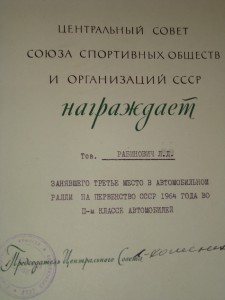 ЦЕНТРАЛЬНЫЙ СОВЕТ
СОЮЗА СПОРТИВНЫХ ОБЩЕСТВ
И ОРГАНИЗАЦИЙ СССР
награждает
Тов. РАБИНОВИЧ Л.Х.
ЗАНЯВШЕГО ТРЕТЬЕ МЕСТО В АВТОМОБИЛЬНОМ
РАЛЛИ НА ПЕРВЕНСТВО СССР 1964 ГОДА ВО
П-м КЛАССЕ АВТОМОБИЛЕЙ
Председатель Центрального Совета